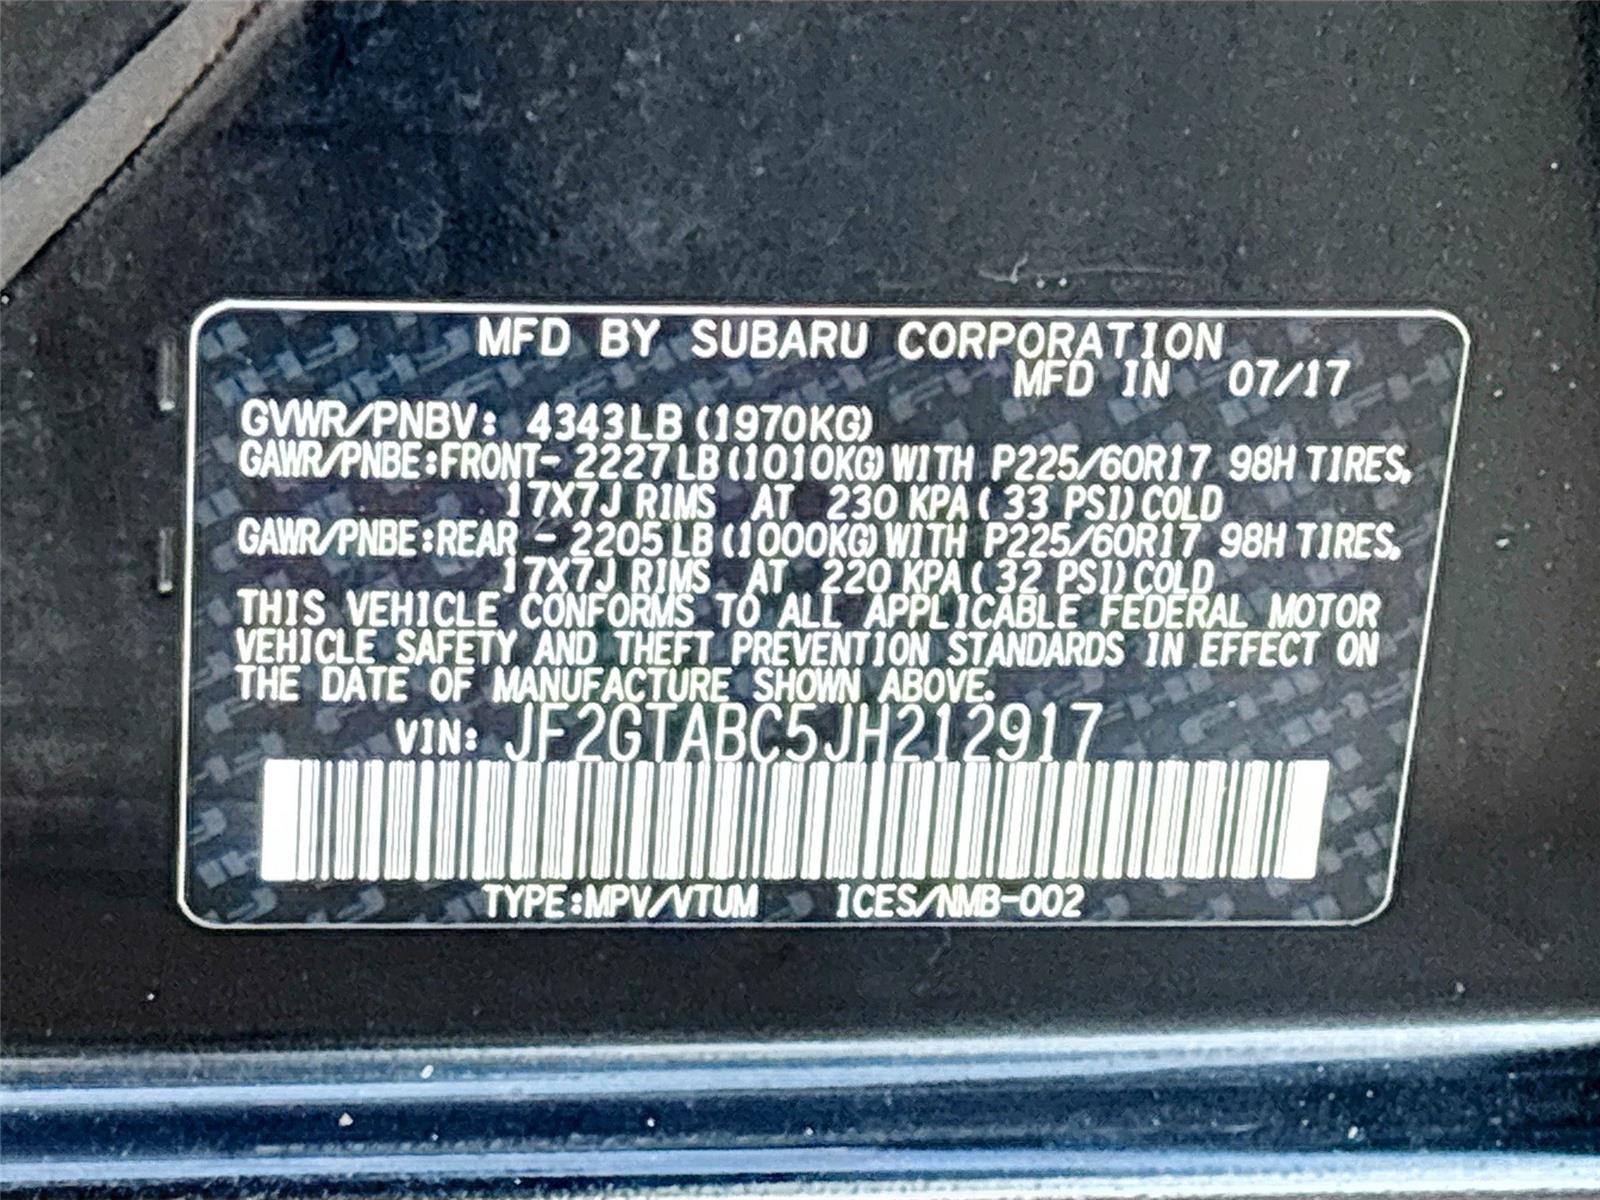 MFD BY SUBARU CORPORATION
MFD IN 07/17
GVWR/PNBV: 4343LB (1970KG)
GAWR/PNBE:FRONT- 2227LB (1010KG) WITH P225/60R17 98H TIRES,
17X7J RIMS AT 230 KPA( 33 PSI) COLD
GAWR/PNBE:REAR - 2205LB (1000KG) WITH P225/60R17 98H TIRES,
17X7J RIMS AT 220 KPA( 32 PSI) COLD
THIS VEHICLE CONFORMS TO ALL APPLICABLE FEDERAL MOTOR
VEHICLE SAFETY AND THEFT PREVENTION STANDARDS IN EFFECT ON
THE DATE OF MANUFACTURE SHOWN ABOVE.
VIN: JF2GTABC5JH212917
TYPE:MPV/VTUM ICES/NMB-002